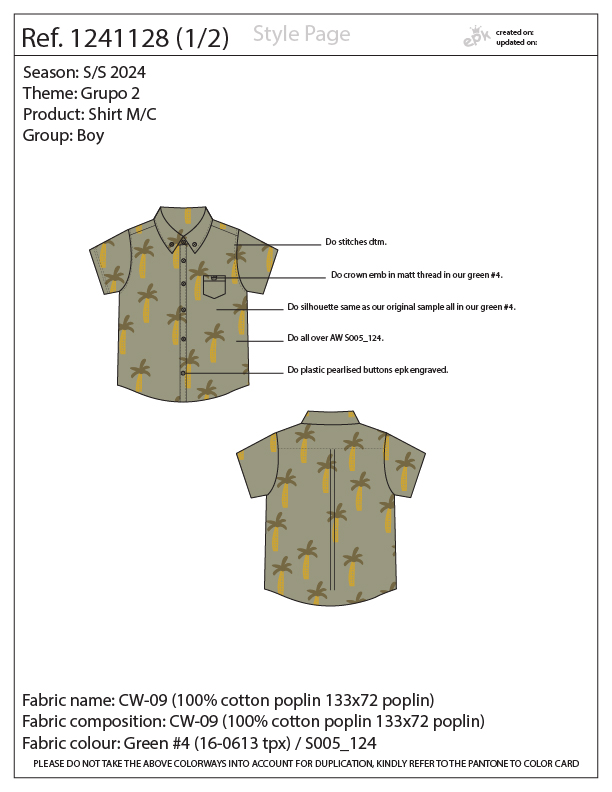 Ref. 1241128 (1/2)
Style Page
epk
created on:
updated on:
Season: S/S 2024
Theme: Grupo 2
Product: Shirt M/C
Group: Boy
Do stitches dtm.
Do crown emb in matt thread in our green #4.
Do silhouette same as our original sample all in our green #4.
Do all over AW S005_124.
Do plastic pearlised buttons epk engraved.
Fabric name: CW-09 (100% cotton poplin 133x72 poplin)
Fabric composition: CW-09 (100% cotton poplin 133x72 poplin)
Fabric colour: Green #4 (16-0613 tpx) / S005_124
PLEASE DO NOT TAKE THE ABOVE COLORWAYS INTO ACCOUNT FOR DUPLICATION, KINDLY REFER TO THE PANTONE TO COLOR CARD